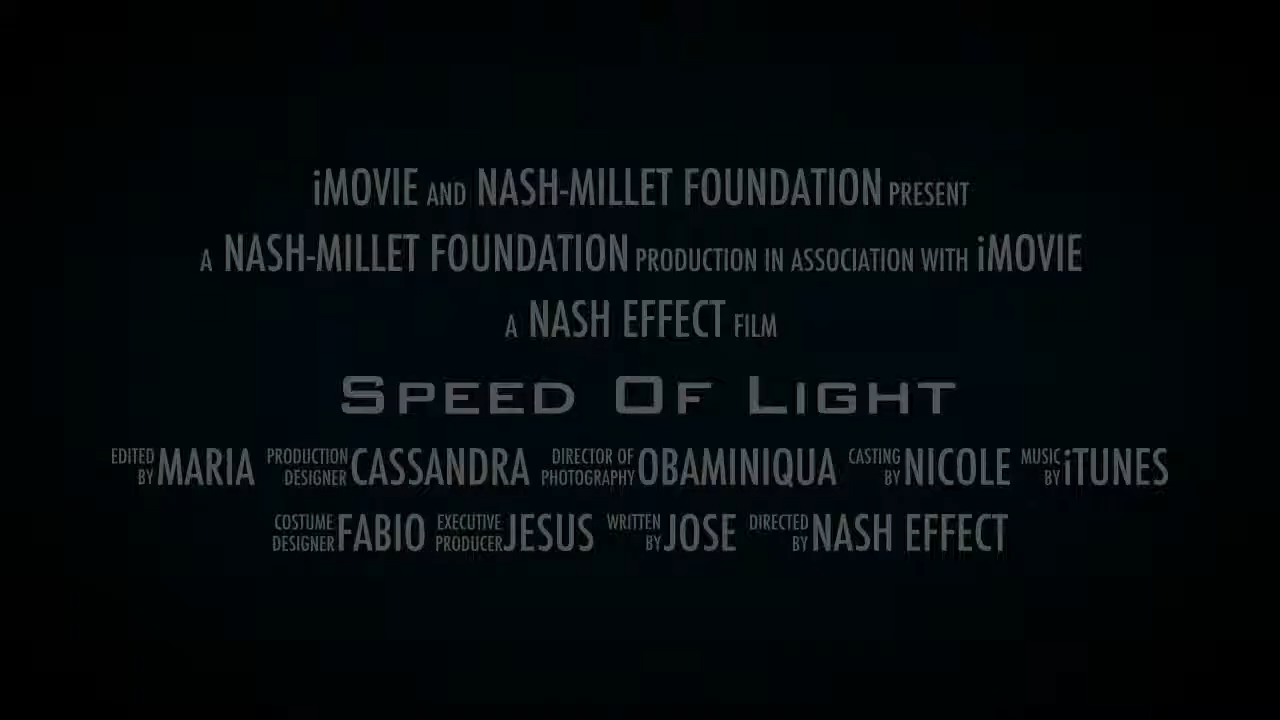 iMOVIE AND NASH-MILLET FOUNDATION PRESENT
A NASH-MILLET FOUNDATION PRODUCTION IN ASSOCIATION WITH iMOVIE
A NASH EFFECT FILM
SPEED OF LIGHT
EDITED BY MARIA PRODUCTION DESIGNER CASSANDRA DIRECTOR OF PHOTOGRAPHY OBAMINIQUA CASTING BY NICOLE MUSIC BY iTUNES
COSTUME DESIGNER FABIO EXECUTIVE PRODUCER JESUS WRITTEN BY JOSE DIRECTED BY NASH EFFECT